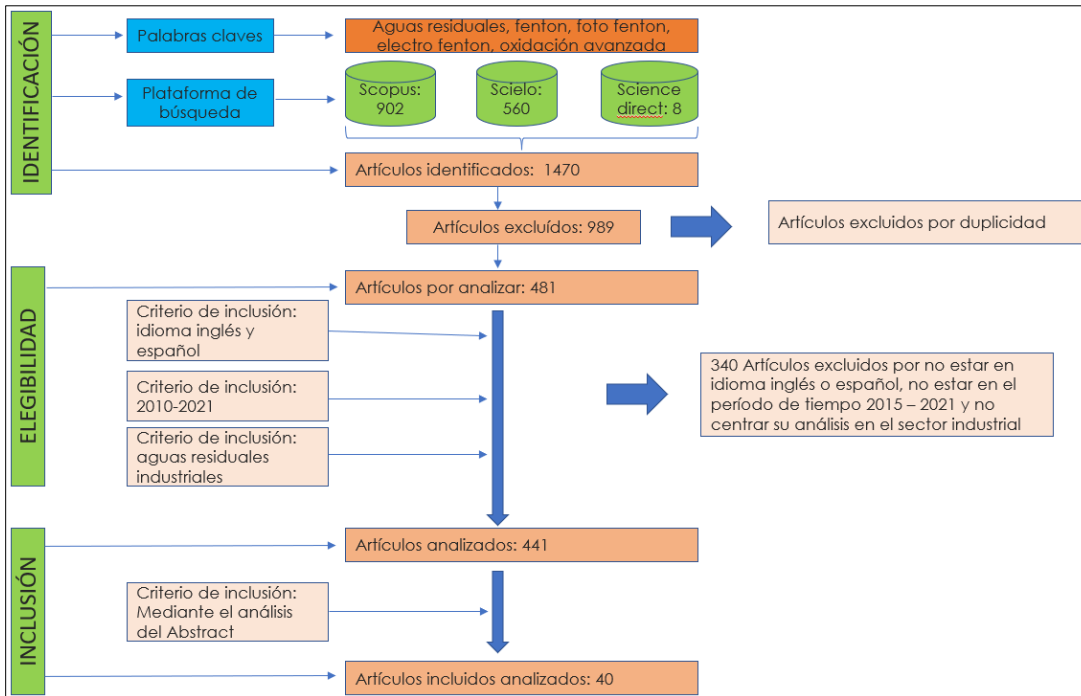 IDENTIFICACIÓN
Palabras claves
Aguas residuales, fenton, foto fenton,
electro fenton, oxidación avanzada
Plataforma de
búsqueda
Scopus:
902
Scielo:
560
Science
direct: 8
Artículos identificados: 1470
Artículos excluídos: 989
Artículos excluidos por duplicidad
ELEGIBILIDAD
Artículos por analizar: 481
Criterio de inclusión:
idioma inglés y
español
Criterio de inclusión:
2010-2021
Criterio de inclusión:
aguas residuales
industriales
340 Artículos excluidos por no estar en
idioma inglés o español, no estar en el
período de tiempo 2015 – 2021 y no
centrar su análisis en el sector industrial
INCLUSIÓN
Artículos analizados: 441
Criterio de inclusión:
Mediante el análisis
del Abstract
Artículos incluidos analizados: 40